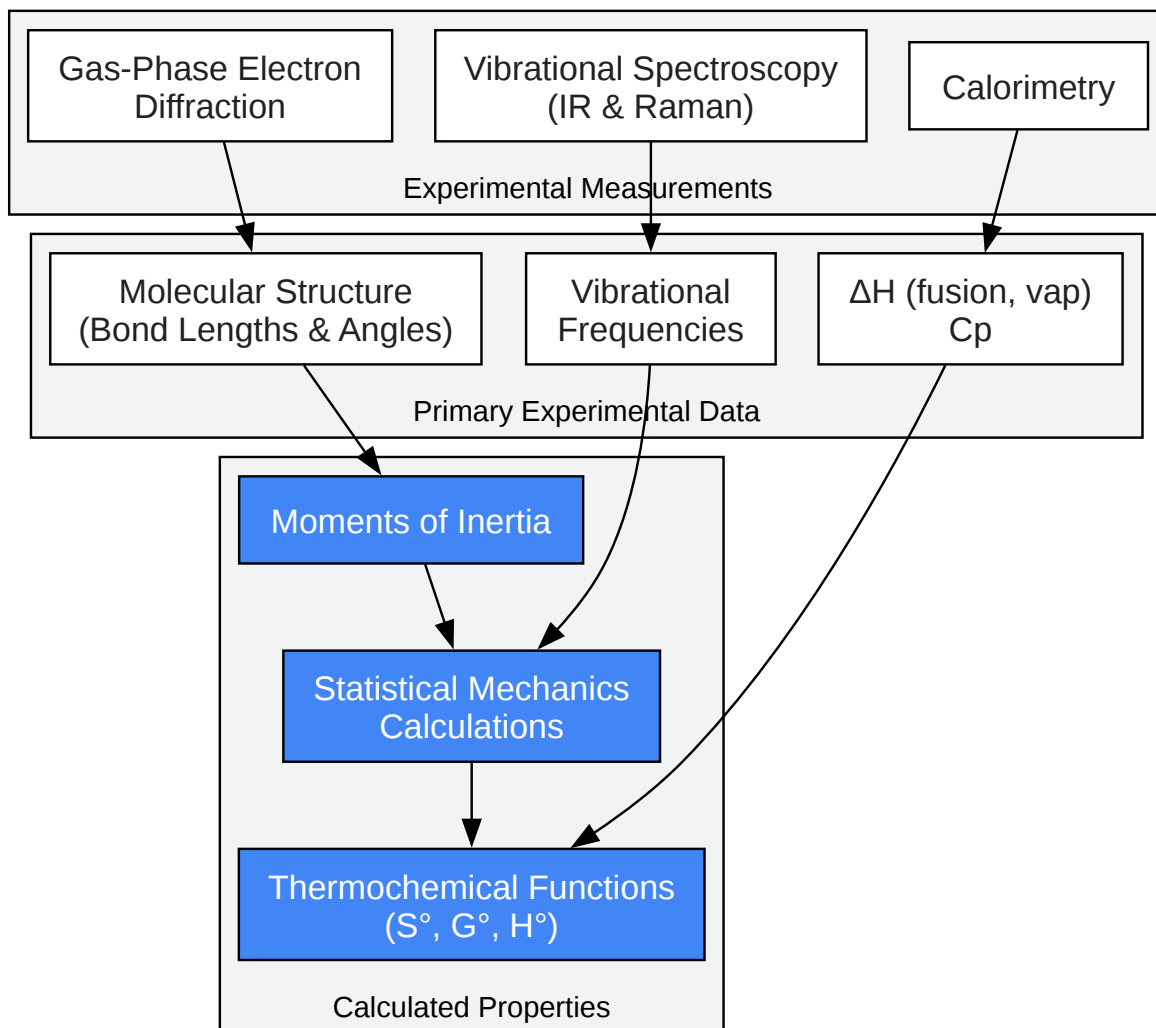 Gas-Phase Electron
Diffraction
Vibrational Spectroscopy
(IR & Raman)
Calorimetry
Experimental Measurements
Molecular Structure
(Bond Lengths & Angles)
Vibrational
Frequencies
ΔH (fusion, vap)
Cp
Primary Experimental Data
Moments of Inertia
Statistical Mechanics
Calculations
Thermochemical Functions
(S°, G°, H°)
Calculated Properties